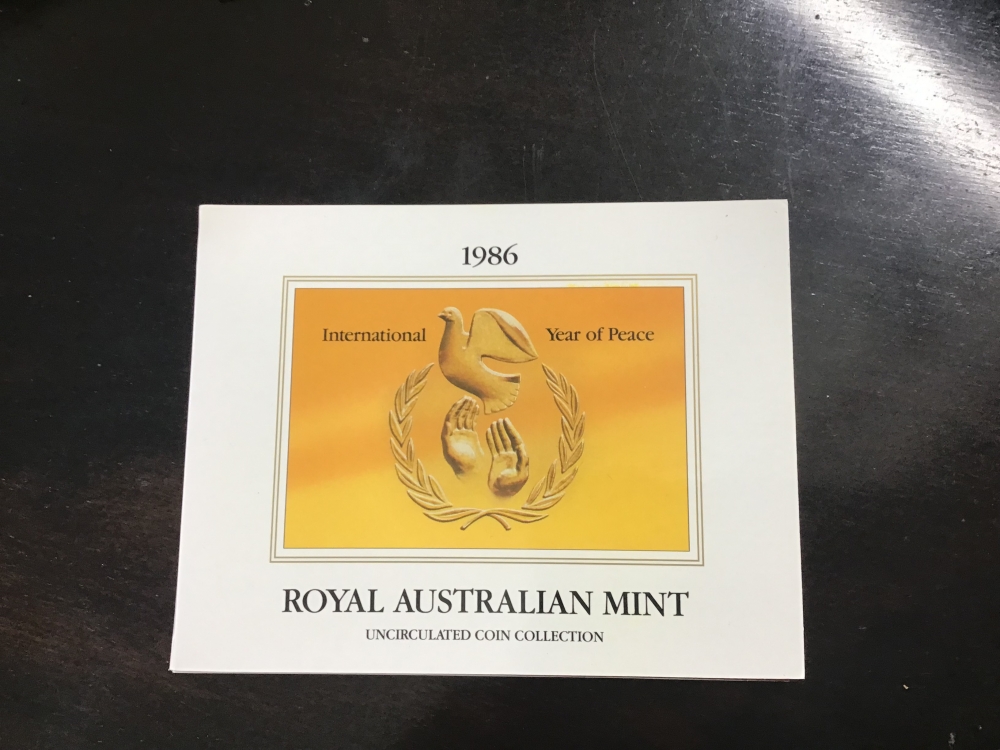 1986
International Year of Peace
ROYAL AUSTRALIAN MINT
UNCIRCULATED COIN COLLECTION